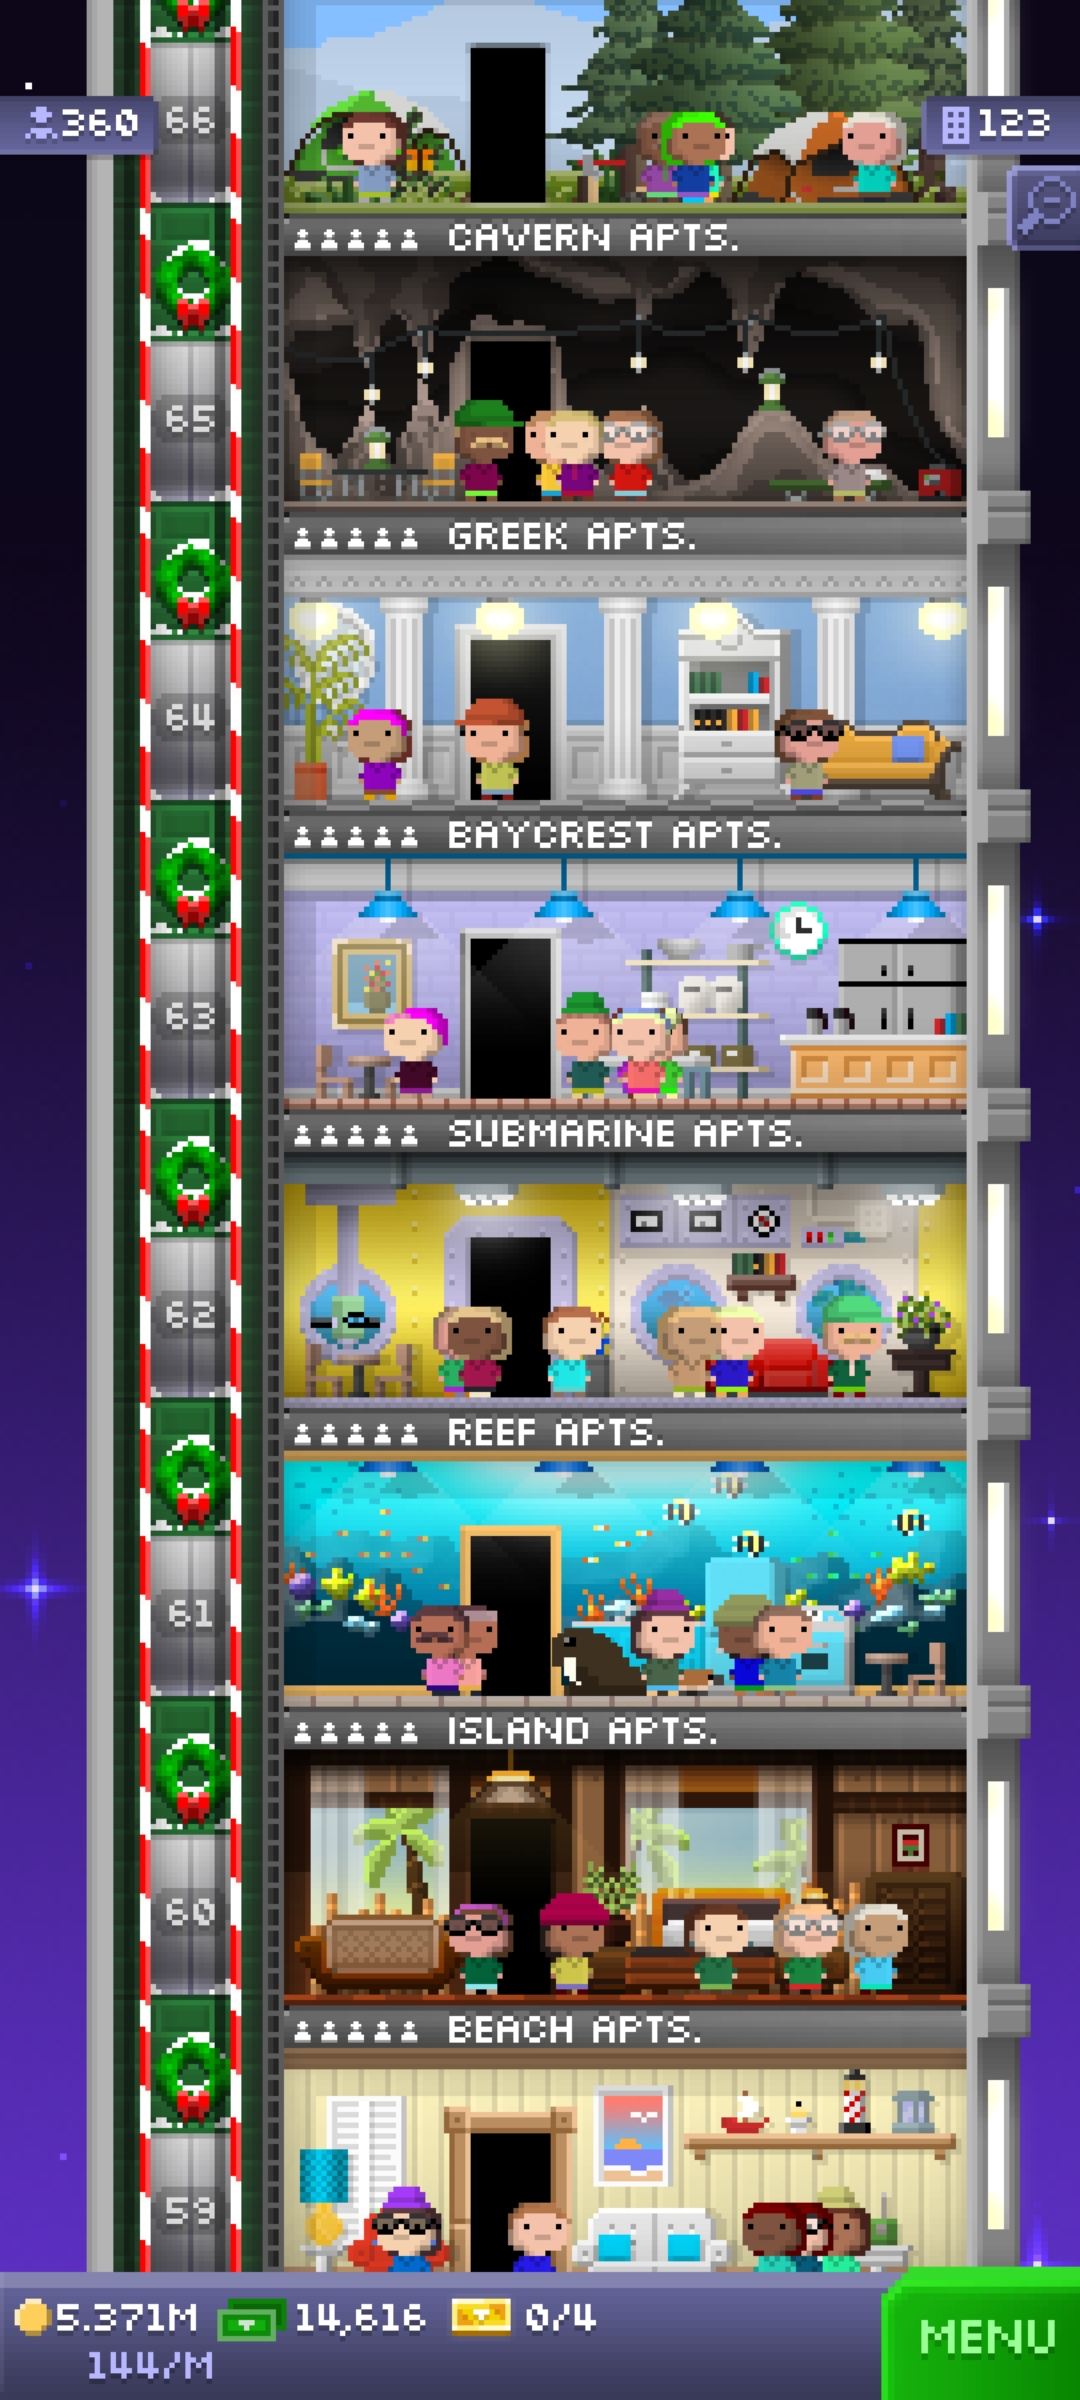 66
360
123
CAVERN APTS.
65
GREEK APTS.
64
BAYCREST APTS.
63
SUBMARINE APTS.
62
REEF APTS.
61
ISLAND APTS.
60
BEACH APTS.
59
5.371M 14,616 0/4
144/M
MENU